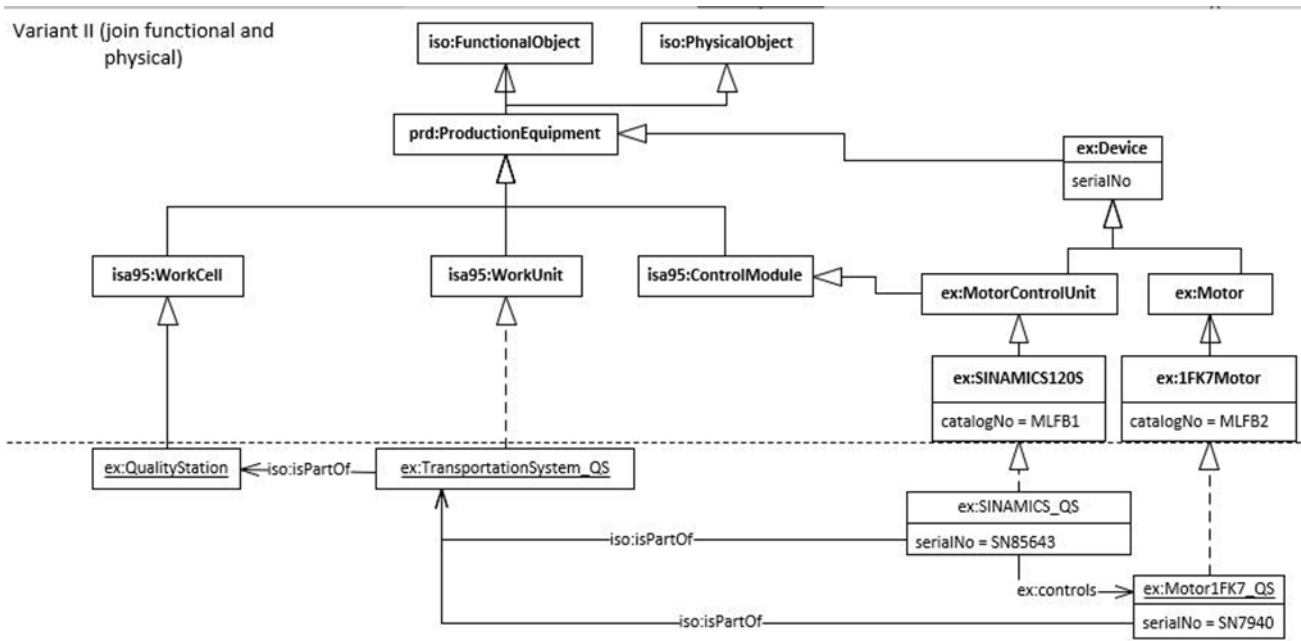 Variant II (join functional and
physical)
iso:FunctionalObject
iso:PhysicalObject
prd:ProductionEquipment
ex:Device
serialNo
isa95:WorkCell
isa95:WorkUnit
isa95:ControlModule
ex:MotorControlUnit
ex:Motor
ex:SINAMICS120S
catalogNo = MLFB1
ex:1FK7Motor
catalogNo = MLFB2
ex:QualityStation
iso:isPartOf
ex:TransportationSystem_QS
ex:SINAMICS_QS
serialNo = SN85643
iso:isPartOf
ex:controls
ex:Motor1FK7_QS
serialNo = SN7940
iso:isPartOf